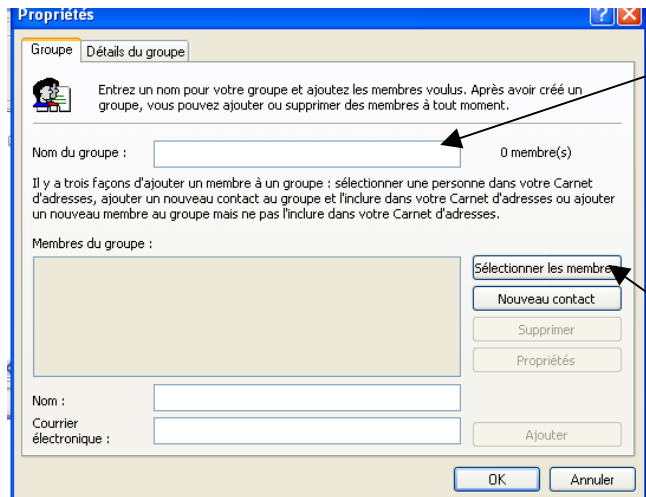 Propriétés
Groupe
Détails du groupe
Entrez un nom pour votre groupe et ajoutez les membres voulus. Après avoir créé un
groupe, vous pouvez ajouter ou supprimer des membres à tout moment.
Nom du groupe :
0 membre(s)
Il y a trois façons d'ajouter un membre à un groupe : sélectionner une personne dans votre Carnet
d'adresses, ajouter un nouveau contact au groupe et l'inclure dans votre Carnet d'adresses ou ajouter
un nouveau membre au groupe mais ne pas l'inclure dans votre Carnet d'adresses.
Membres du groupe :
Sélectionner les membre
Nouveau contact
Supprimer
Propriétés
Nom :
Courrier
électronique :
Ajouter
OK
Annuler